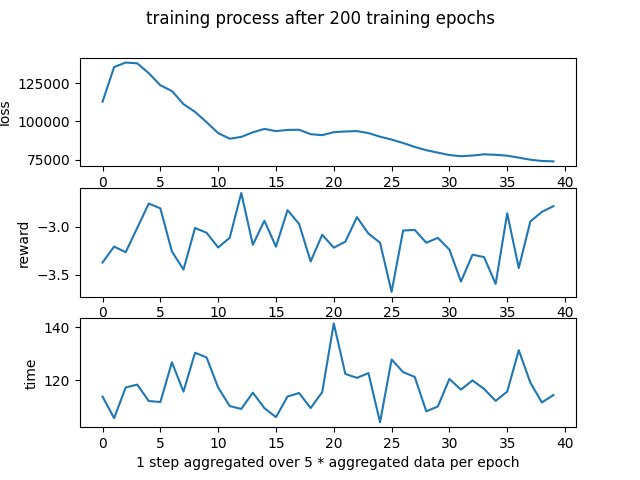 training process after 200 training epochs
125000
100000
75000
loss
0 5 10 15 20 25 30 35 40
−3.0
−3.5
reward
0 5 10 15 20 25 30 35 40
140
120
time
0 5 10 15 20 25 30 35 40
1 step aggregated over 5 * aggregated data per epoch